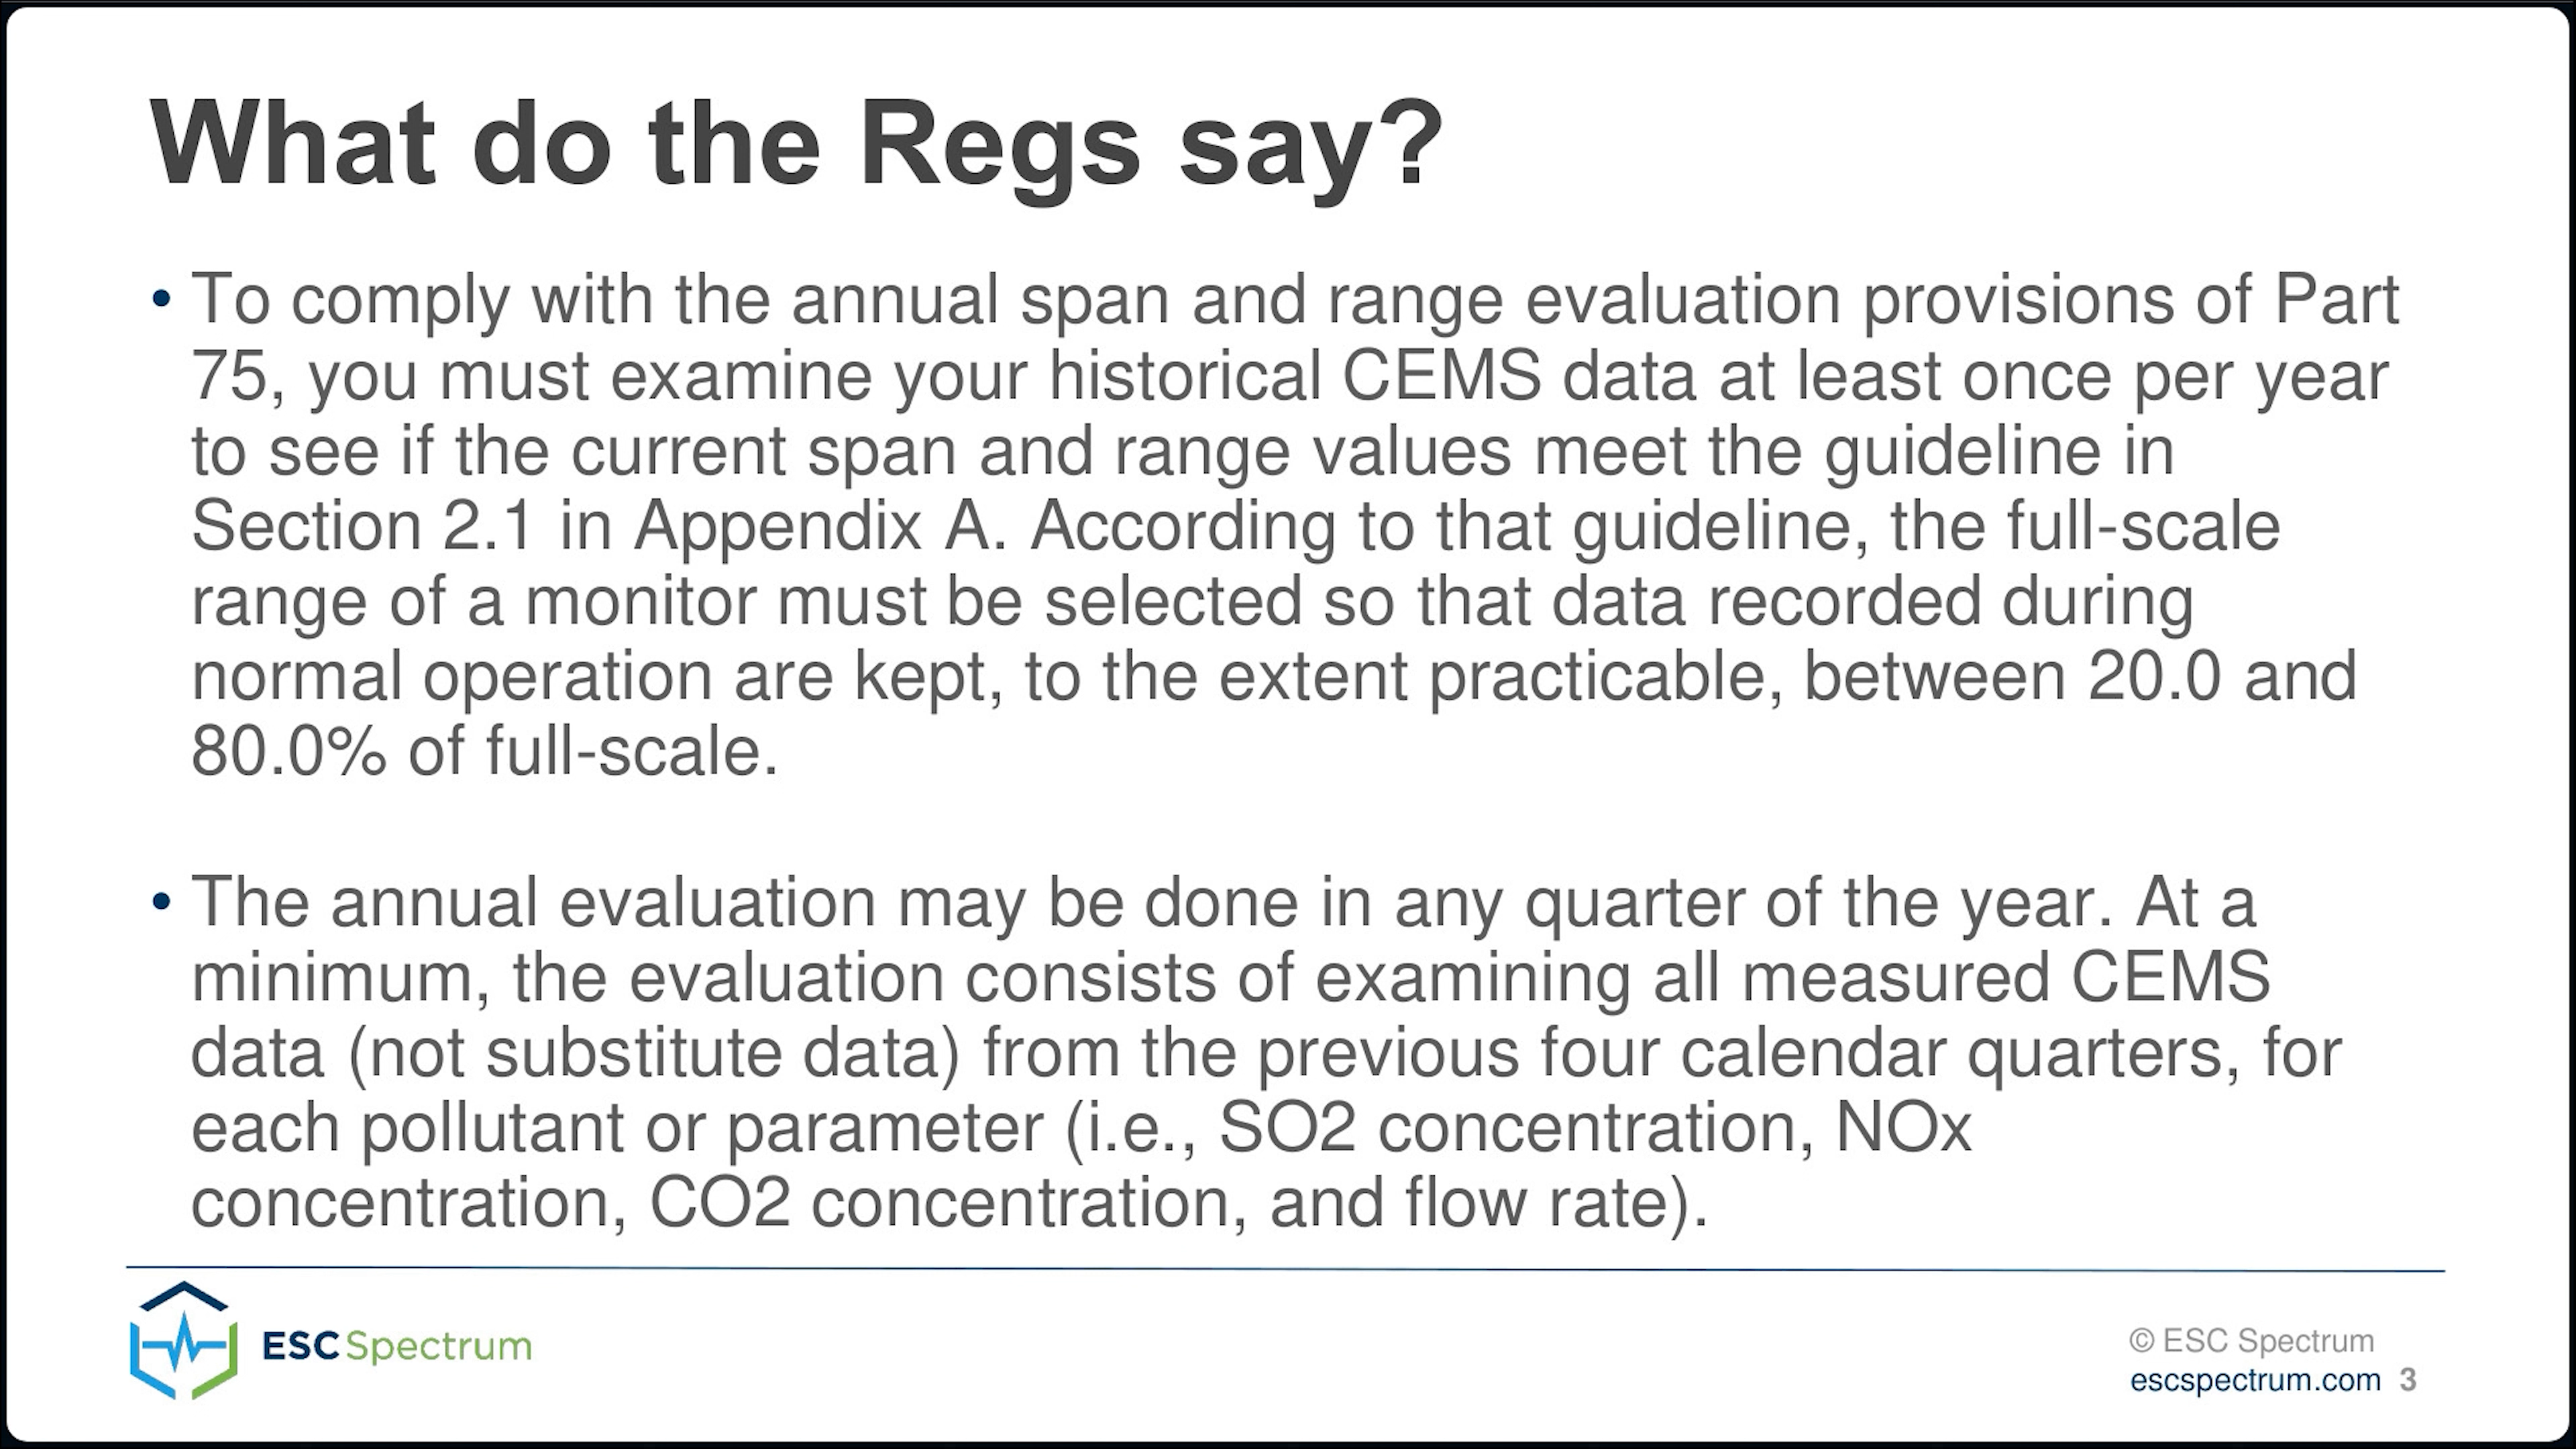 What do the Regs say?
• To comply with the annual span and range evaluation provisions of Part
75, you must examine your historical CEMS data at least once per year
to see if the current span and range values meet the guideline in
Section 2.1 in Appendix A. According to that guideline, the full-scale
range of a monitor must be selected so that data recorded during
normal operation are kept, to the extent practicable, between 20.0 and
80.0% of full-scale.
• The annual evaluation may be done in any quarter of the year. At a
minimum, the evaluation consists of examining all measured CEMS
data (not substitute data) from the previous four calendar quarters, for
each pollutant or parameter (i.e., SO2 concentration, NOx
concentration, CO2 concentration, and flow rate).
ESC Spectrum
© ESC Spectrum
escspectrum.com 3